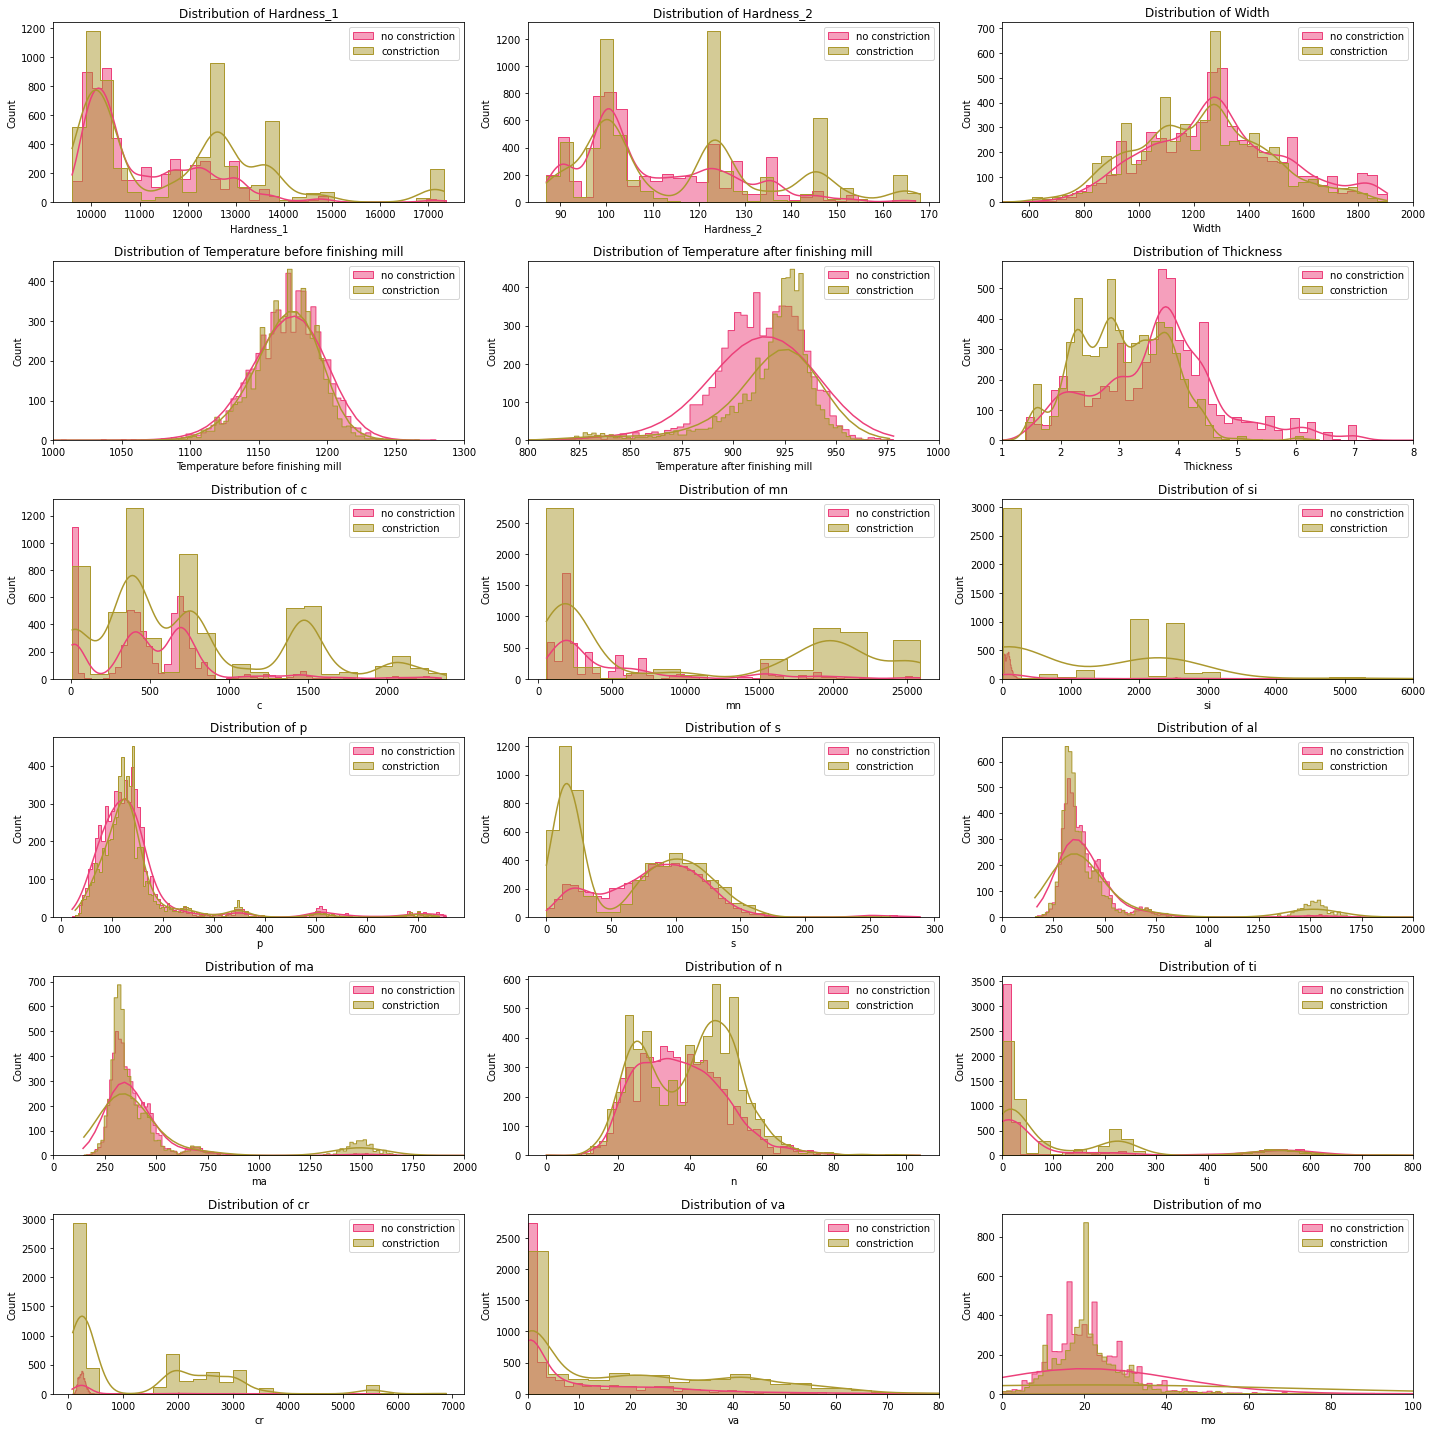 Distribution of Hardness_1
Count
1200
1000
800
600
400
200
0
no constriction
constriction
10000 11000 12000 13000 14000 15000 16000 17000
Hardness_1
Distribution of Hardness_2
Count
1200
1000
800
600
400
200
0
no constriction
constriction
90 100 110 120 130 140 150 160 170
Hardness_2
Distribution of Width
Count
700
600
500
400
300
200
100
0
no constriction
constriction
600 800 1000 1200 1400 1600 1800 2000
Width
Distribution of Temperature before finishing mill
Count
400
300
200
100
0
no constriction
constriction
1000 1050 1100 1150 1200 1250 1300
Temperature before finishing mill
Distribution of Temperature after finishing mill
Count
400
300
200
100
0
no constriction
constriction
800 825 850 875 900 925 950 975 1000
Temperature after finishing mill
Distribution of Thickness
Count
500
400
300
200
100
0
no constriction
constriction
1 2 3 4 5 6 7 8
Thickness
Distribution of c
Count
1200
1000
800
600
400
200
0
no constriction
constriction
0 500 1000 1500 2000
c
Distribution of mn
Count
2500
2000
1500
1000
500
0
no constriction
constriction
0 5000 10000 15000 20000 25000
mn
Distribution of si
Count
3000
2500
2000
1500
1000
500
0
no constriction
constriction
0 1000 2000 3000 4000 5000 6000
si
Distribution of p
Count
400
300
200
100
0
no constriction
constriction
0 100 200 300 400 500 600 700
p
Distribution of s
Count
1200
1000
800
600
400
200
0
no constriction
constriction
0 50 100 150 200 250 300
s
Distribution of al
Count
600
500
400
300
200
100
0
no constriction
constriction
0 250 500 750 1000 1250 1500 1750 2000
al
Distribution of ma
Count
700
600
500
400
300
200
100
0
no constriction
constriction
0 250 500 750 1000 1250 1500 1750 2000
ma
Distribution of n
Count
600
500
400
300
200
100
0
no constriction
constriction
0 20 40 60 80 100
n
Distribution of ti
Count
3500
3000
2500
2000
1500
1000
500
0
no constriction
constriction
0 100 200 300 400 500 600 700 800
ti
Distribution of cr
Count
3000
2500
2000
1500
1000
500
0
no constriction
constriction
0 1000 2000 3000 4000 5000 6000 7000
cr
Distribution of va
Count
2500
2000
1500
1000
500
0
no constriction
constriction
0 10 20 30 40 50 60 70 80
va
Distribution of mo
Count
800
600
400
200
0
no constriction
constriction
0 20 40 60 80 100
mo